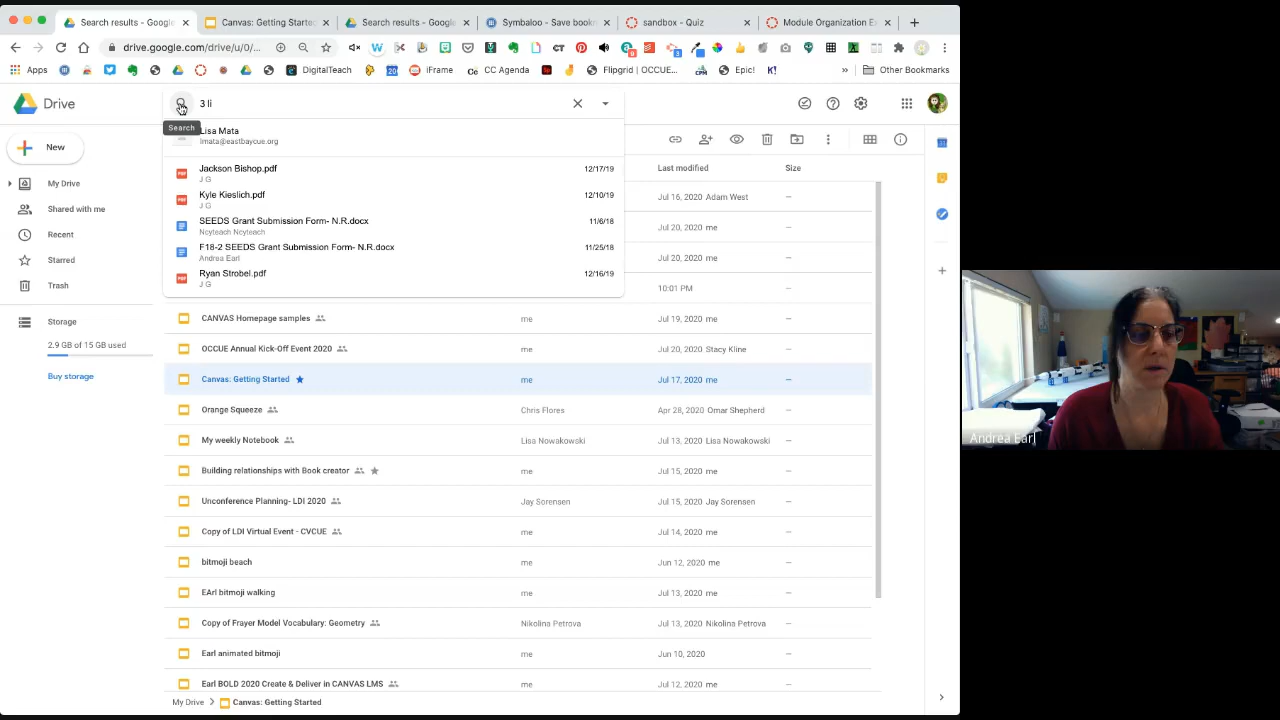 Search results - Google
Canvas: Getting Started
Search results - Google
Symbaloo - Save bookn
sandbox - Quiz
Module Organization Ex
drive.google.com/drive/u/0/...
Apps
DigitalTeach
iFrame
CC Agenda
Flipgrid | OCCUE...
Epic!
Other Bookmarks
Drive
3 li
Search
Lisa Mata
lmata@eastbaycue.org
Jackson Bishop.pdf
J G
12/17/19
Kyle Kieslich.pdf
J G
12/10/19
SEEDS Grant Submission Form- N.R.docx
Ncyteach Ncyteach
11/6/18
F18-2 SEEDS Grant Submission Form- N.R.docx
Andrea Earl
11/25/18
Ryan Strobel.pdf
J G
12/16/19
New
My Drive
Shared with me
Recent
Starred
Trash
Storage
2.9 GB of 15 GB used
Buy storage
Last modified Size
Jul 16, 2020 Adam West –
Jul 20, 2020 me –
Jul 20, 2020 me –
10:01 PM –
CANVAS Homepage samples me Jul 19, 2020 me –
OCCUE Annual Kick-Off Event 2020 me Jul 20, 2020 Stacy Kline –
Canvas: Getting Started me Jul 17, 2020 me –
Orange Squeeze Chris Flores Apr 28, 2020 Omar Shepherd –
My weekly Notebook Lisa Nowakowski Jul 13, 2020 Lisa Nowakowski –
Building relationships with Book creator me Jul 15, 2020 me –
Unconference Planning- LDI 2020 Jay Sorensen Jul 15, 2020 Jay Sorensen –
Copy of LDI Virtual Event - CVCUE me Jul 14, 2020 me –
bitmoji beach me Jun 12, 2020 me –
EArl bitmoji walking me Jul 13, 2020 me –
Copy of Frayer Model Vocabulary: Geometry Nikolina Petrova Jul 13, 2020 Nikolina Petrova –
Earl animated bitmoji me Jun 10, 2020 –
Earl BOLD 2020 Create & Deliver in CANVAS LMS me Jul 12, 2020 me –
My Drive > Canvas: Getting Started
Andrea Earl